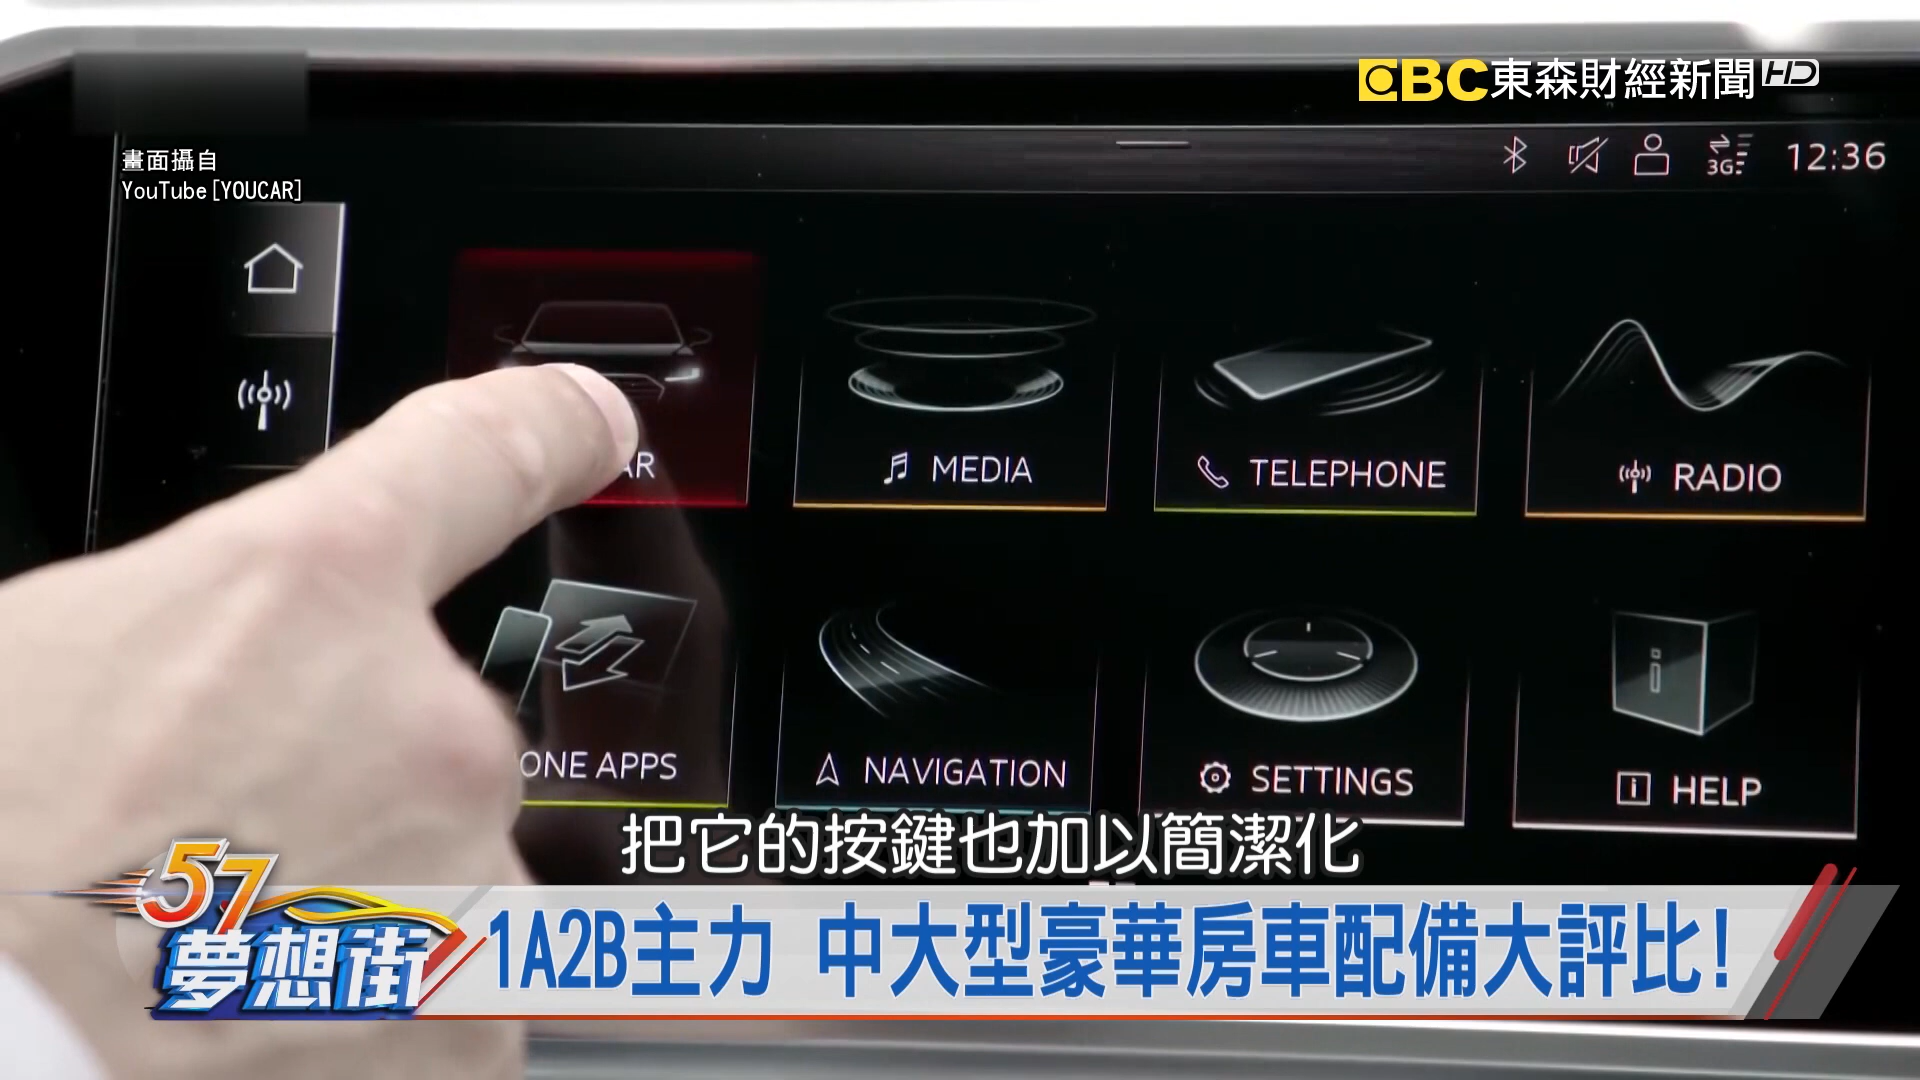 EBC東森財經新聞HD
畫面攝自
YouTube[YOUCAR]
3G
12:36
AR
MEDIA
TELEPHONE
RADIO
ONE APPS
NAVIGATION
SETTINGS
HELP
把它的按鍵也加以簡潔化
57夢想街
1A2B主力 中大型豪華房車配備大評比!